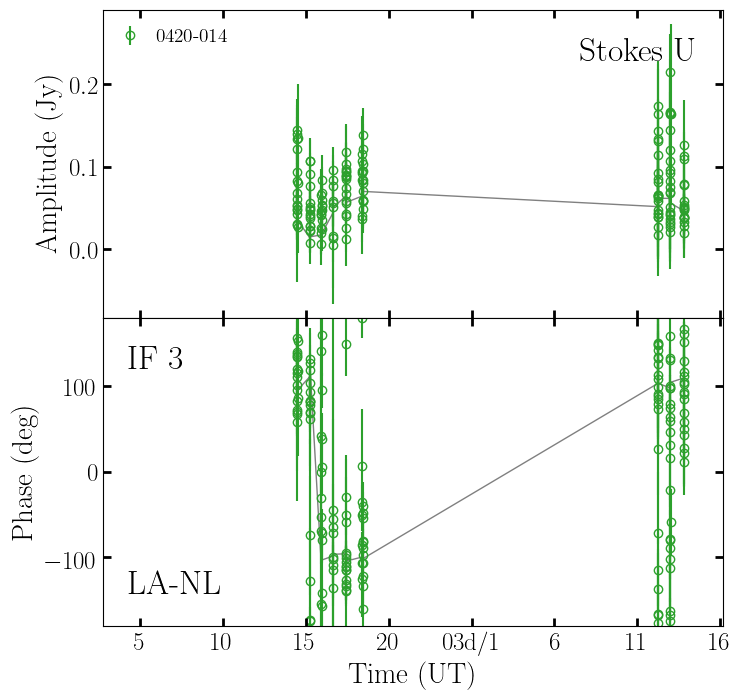 0420-014
Stokes U
Amplitude (Jy)
0.2
0.1
0.0
IF 3
LA-NL
Phase (deg)
100
0
−100
5 10 15 20 03d/1 6 11 16
Time (UT)